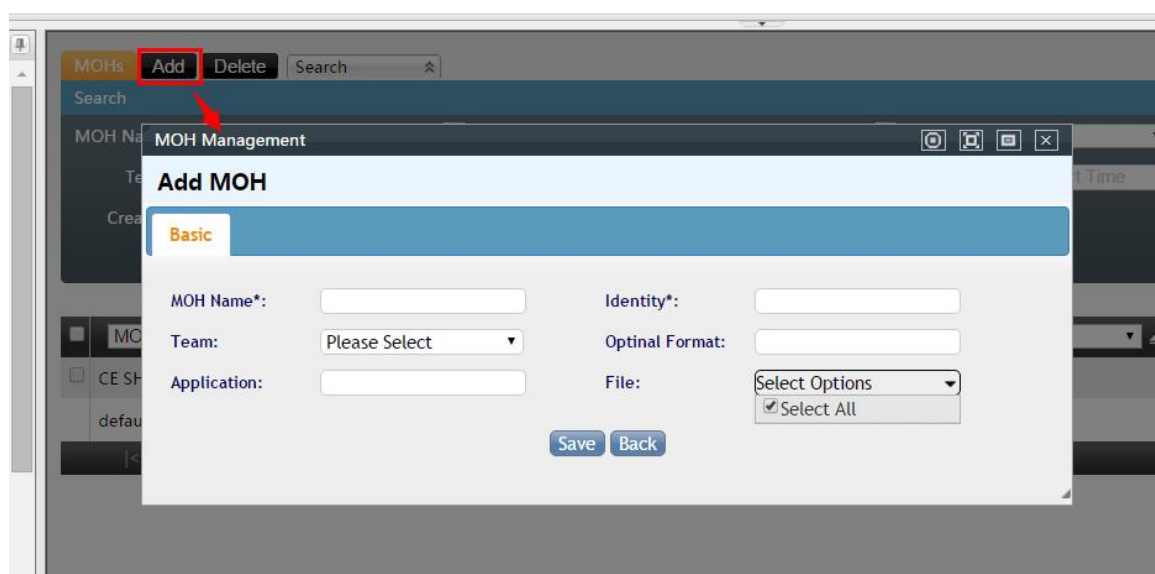 MOHs Add Delete Search
Search
MOH Na
MOH Management
Te
t Time
Add MOH
Crea
Basic
MOH Name*: Identity*:
MO
Team: Please Select Optinal Format:
CE SH
Application: File: Select Options
Select All
defau
Save Back
|<